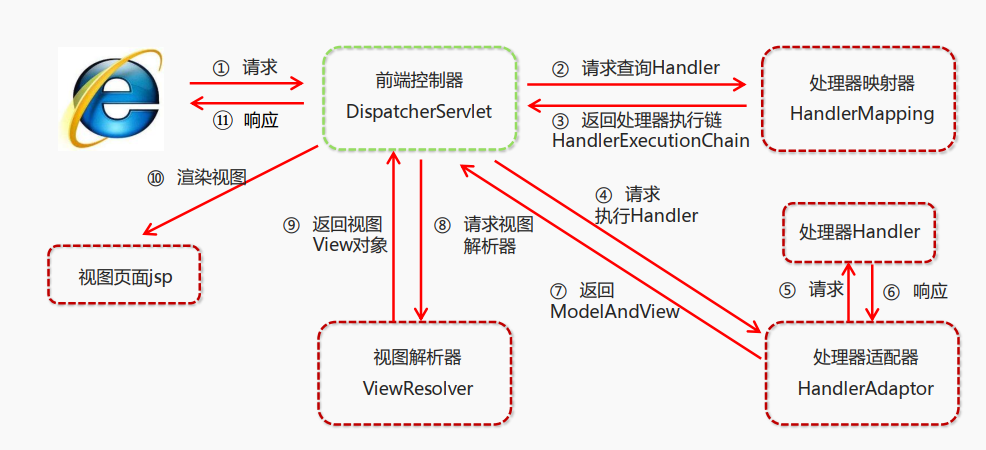 ① 请求
⑪ 响应
前端控制器
DispatcherServlet
② 请求查询Handler
③ 返回处理器执行链
HandlerExecutionChain
处理器映射器
HandlerMapping
⑩ 渲染视图
视图页面jsp
⑨ 返回视图
View对象
⑧ 请求视图
解析器
④ 请求
执行Handler
⑦ 返回
ModelAndView
处理器Handler
⑤ 请求
⑥ 响应
视图解析器
ViewResolver
处理器适配器
HandlerAdaptor